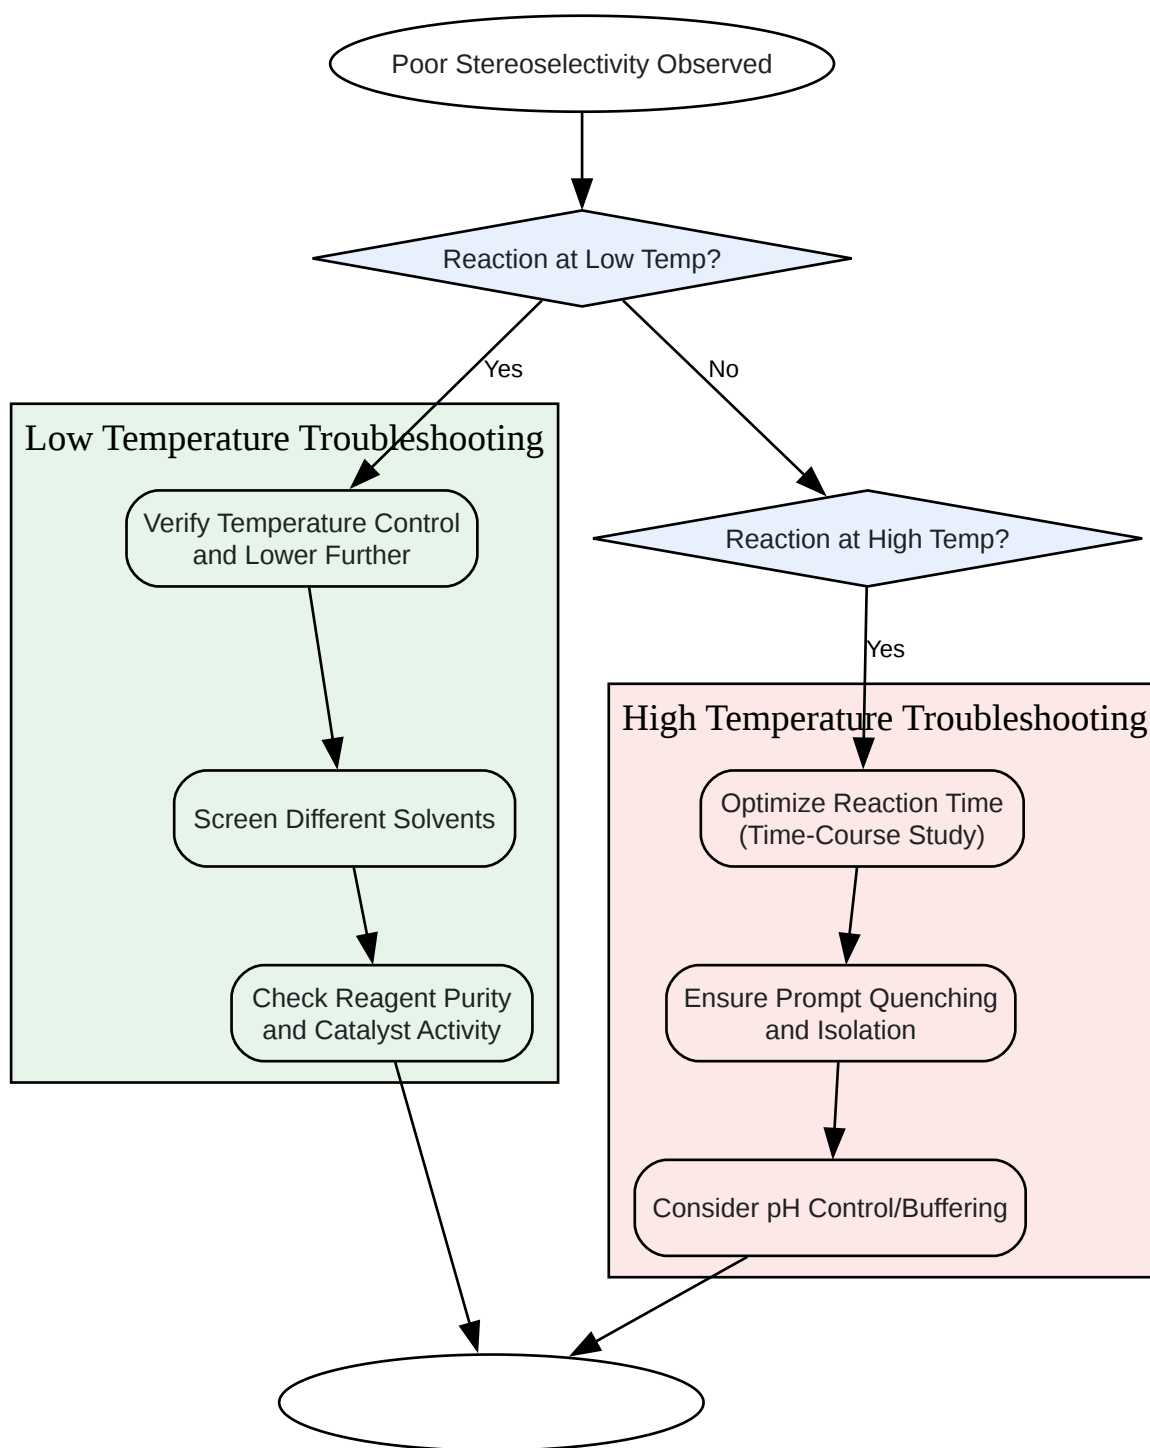 Poor Stereoselectivity Observed
Reaction at Low Temp?
Yes
No
Low Temperature Troubleshooting
Verify Temperature Control
and Lower Further
Reaction at High Temp?
Yes
High Temperature Troubleshooting
Screen Different Solvents
Optimize Reaction Time
(Time-Course Study)
Check Reagent Purity
and Catalyst Activity
Ensure Prompt Quenching
and Isolation
Consider pH Control/Buffering